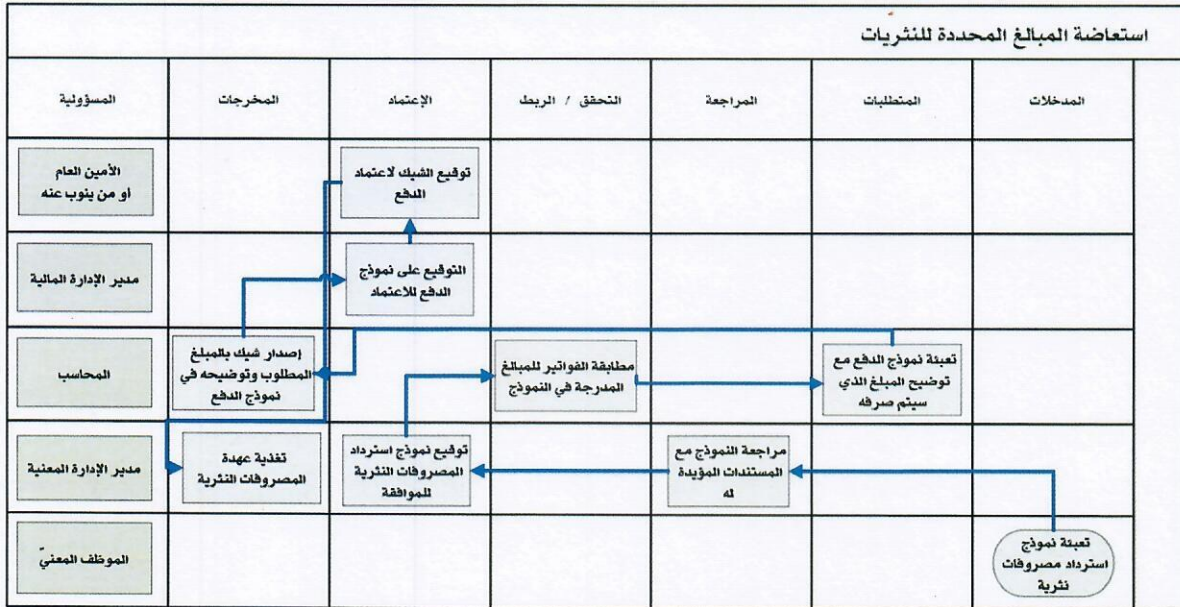 استعاضة المبالغ المحددة للنثريات
المدخلات
المتطلبات
المراجعة
التحقق / الربط
الإعتماد
المخرجات
المسؤولية
توقيع الشيك لاعتماد
الدفع
الأمين العام
أو من ينوب عنه
التوقيع على نموذج
الدفع للاعتماد
مدير الإدارة المالية
تعبئة نموذج الدفع مع
توضيح المبلغ الذي
سيتم صرفه
مطابقة الفواتير للمبالغ
المدرجة في النموذج
إصدار شيك بالمبلغ
المطلوب وتوضيحه في
نموذج الدفع
المحاسب
مراجعة النموذج مع
المستندات المؤيدة
له
توقيع نموذج استرداد
المصروفات النثرية
للموافقة
تغذية عهدة
المصروفات النثرية
مدير الإدارة المعنية
تعبئة نموذج
استرداد مصروفات
نثرية
الموظف المعنيّ